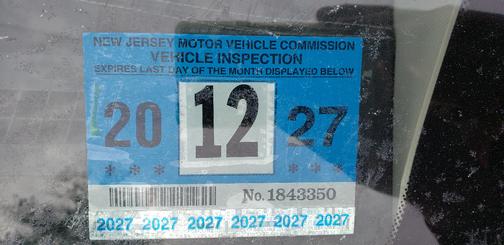 NEW JERSEY MOTOR VEHICLE COMMISSION
VEHICLE INSPECTION
EXPIRES LAST DAY OF THE MONTH DISPLAYED BELOW
20 12 27
* * * * * *
No. 1843350
2027 2027 2027 2027 2027 2027